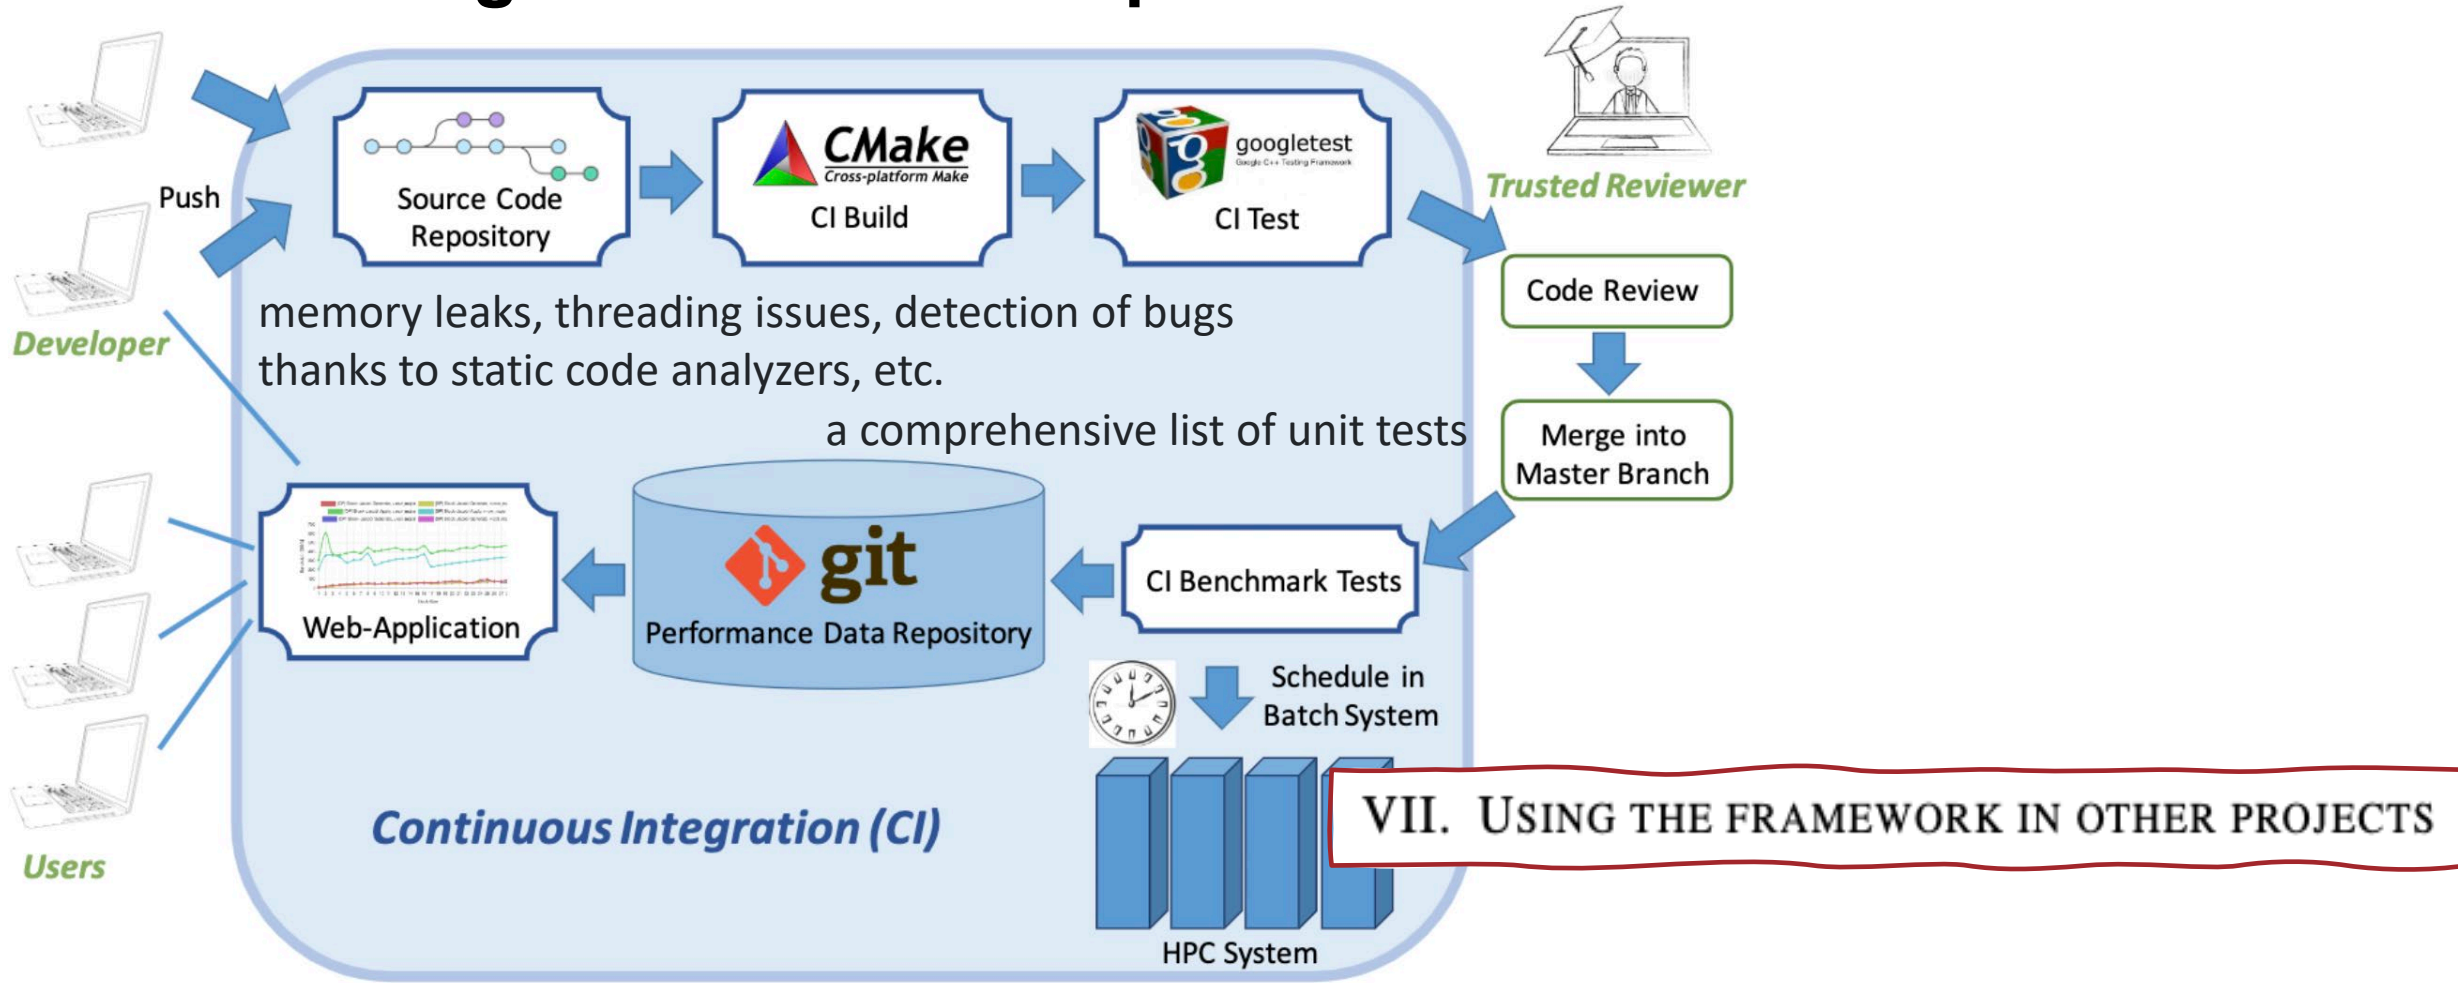 Push
Developer
Users
Source Code
Repository
CMake
Cross-platform Make
CI Build
googletest
Google C++ Testing Framework
CI Test
Trusted Reviewer
Code Review
Merge into
Master Branch
memory leaks, threading issues, detection of bugs
thanks to static code analyzers, etc.
a comprehensive list of unit tests
Web-Application
git
Performance Data Repository
CI Benchmark Tests
Schedule in
Batch System
Continuous Integration (CI)
HPC System
VII. USING THE FRAMEWORK IN OTHER PROJECTS